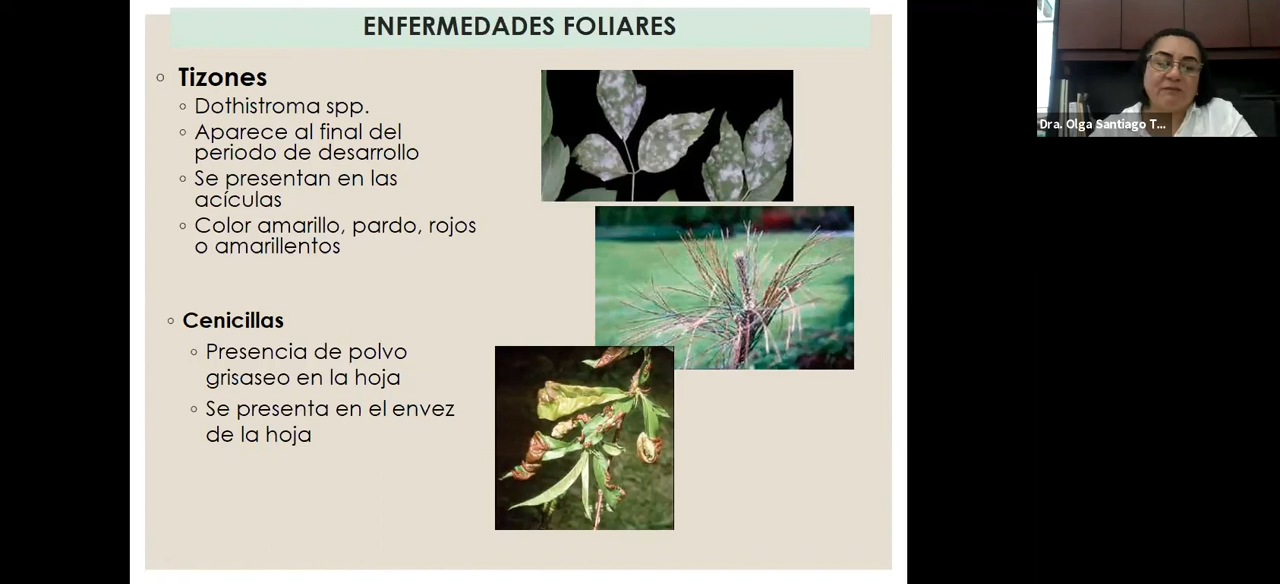 ENFERMEDADES FOLIARES
Tizones
Dothistroma spp.
Aparece al final del
periodo de desarrollo
Se presentan en las
acículas
Color amarillo, pardo, rojos
o amarillentos
Cenicillas
Presencia de polvo
grisaseo en la hoja
Se presenta en el envez
de la hoja
Dra. Olga Santiago T...